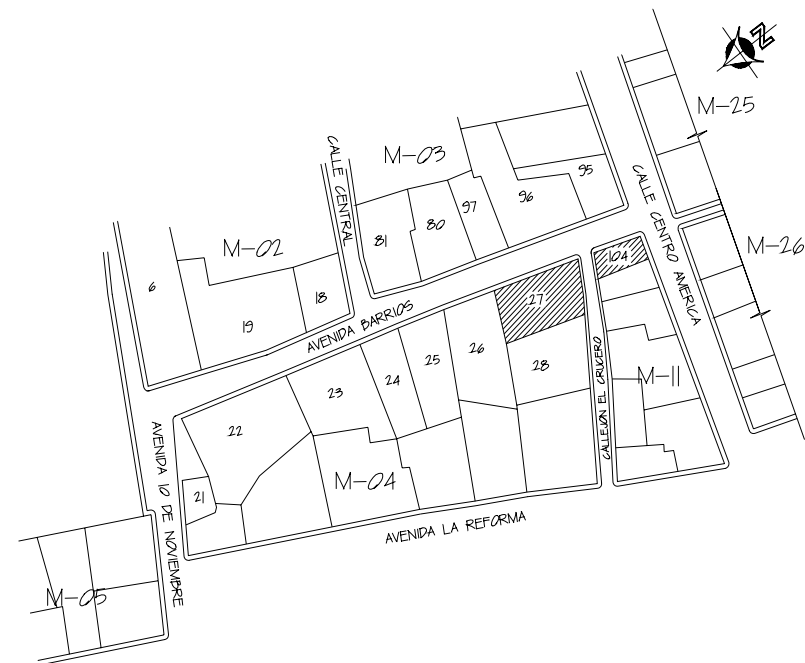 N
M-25
CALLE CENTRAL
M-03
95
96
97
80
81
CALLE CENTRO AMERICA
M-26
M-02
6
19
18
AVENIDA BARRIOS
104
27
28
26
25
24
23
22
21
CALLEJON EL CRUCERO
M-11
M-04
AVENIDA 10 DE NOVIEMBRE
AVENIDA LA REFORMA
M-05